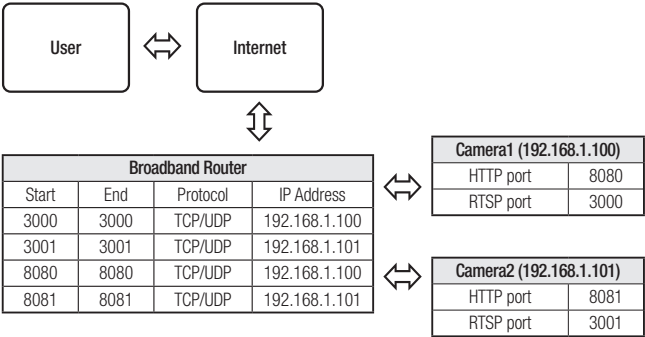 User
Internet
Broadband Router
Start End Protocol IP Address
3000 3000 TCP/UDP 192.168.1.100
3001 3001 TCP/UDP 192.168.1.101
8080 8080 TCP/UDP 192.168.1.100
8081 8081 TCP/UDP 192.168.1.101
Camera1 (192.168.1.100)
HTTP port 8080
RTSP port 3000
Camera2 (192.168.1.101)
HTTP port 8081
RTSP port 3001